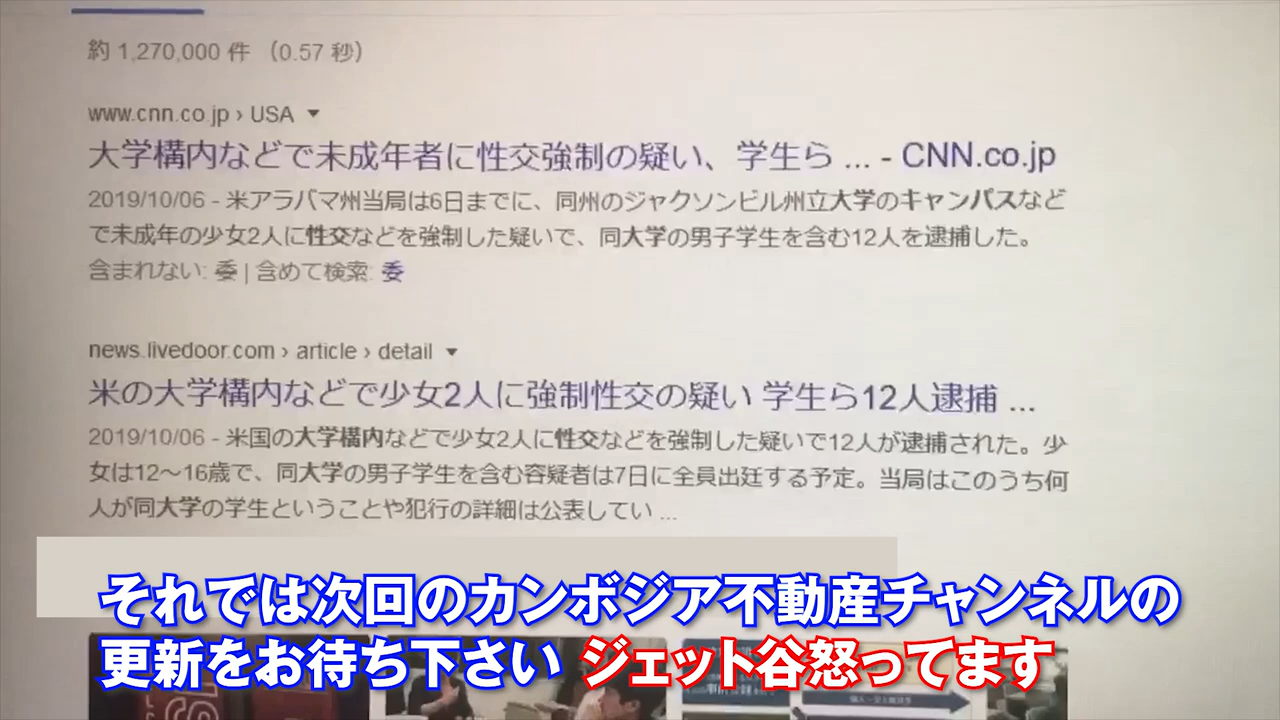 約 1,270,000 件 (0.57 秒)
www.cnn.co.jp › USA ▼
大学構内などで未成年者に性交強制の疑い、学生ら ... - CNN.co.jp
2019/10/06 - 米アラバマ州当局は6日までに、同州のジャクソンビル州立大学のキャンパスなど
で未成年の少女2人に性交などを強制した疑いで、同大学の男子学生を含む12人を逮捕した。
含まれない: 委 | 含めて検索: 委
news.livedoor.com › article › detail ▼
米の大学構内などで少女2人に強制性交の疑い 学生ら12人逮捕 ...
2019/10/06 - 米国の大学構内などで少女2人に性交などを強制した疑いで12人が逮捕された。少
女は12～16歳で、同大学の男子学生を含む容疑者は7日に全員出廷する予定。当局はこのうち何
人が同大学の学生ということや犯行の詳細は公表してい ...
それでは次回のカンボジア不動産チャンネルの
更新をお待ち下さい ジェット谷怒ってます